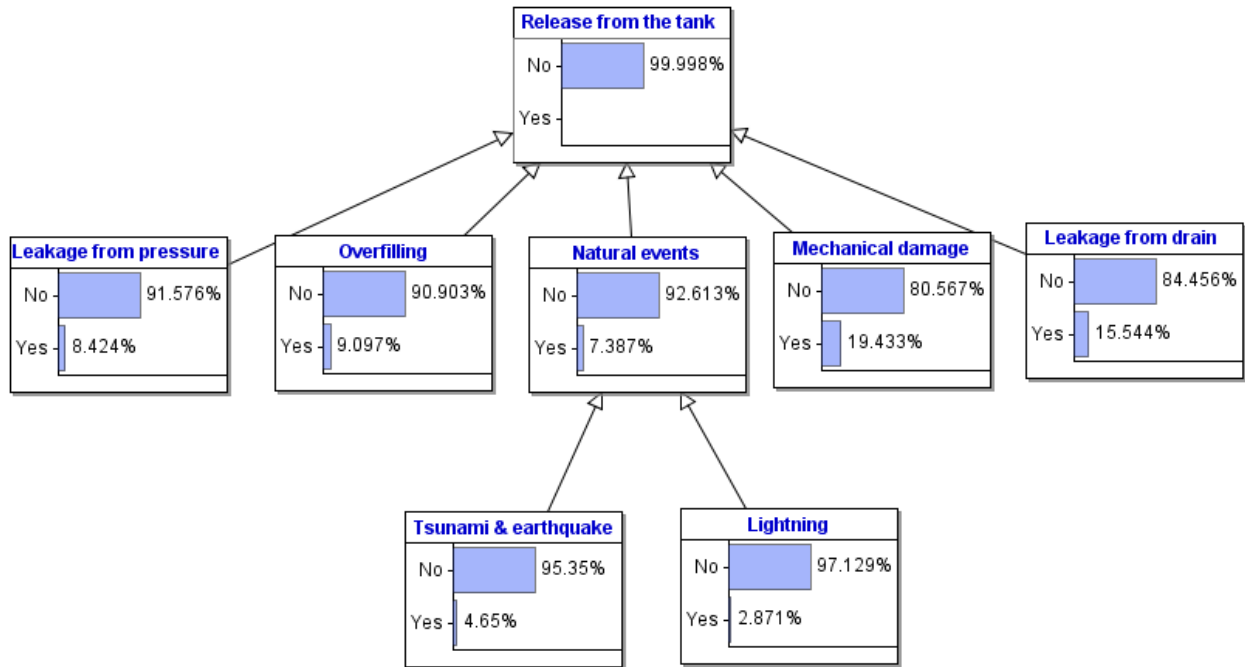 Release from the tank
No 99.998%
Yes
Leakage from pressure
No 91.576%
Yes 8.424%
Overfilling
No 90.903%
Yes 9.097%
Natural events
No 92.613%
Yes 7.387%
Mechanical damage
No 80.567%
Yes 19.433%
Leakage from drain
No 84.456%
Yes 15.544%
Tsunami & earthquake
No 95.35%
Yes 4.65%
Lightning
No 97.129%
Yes 2.871%